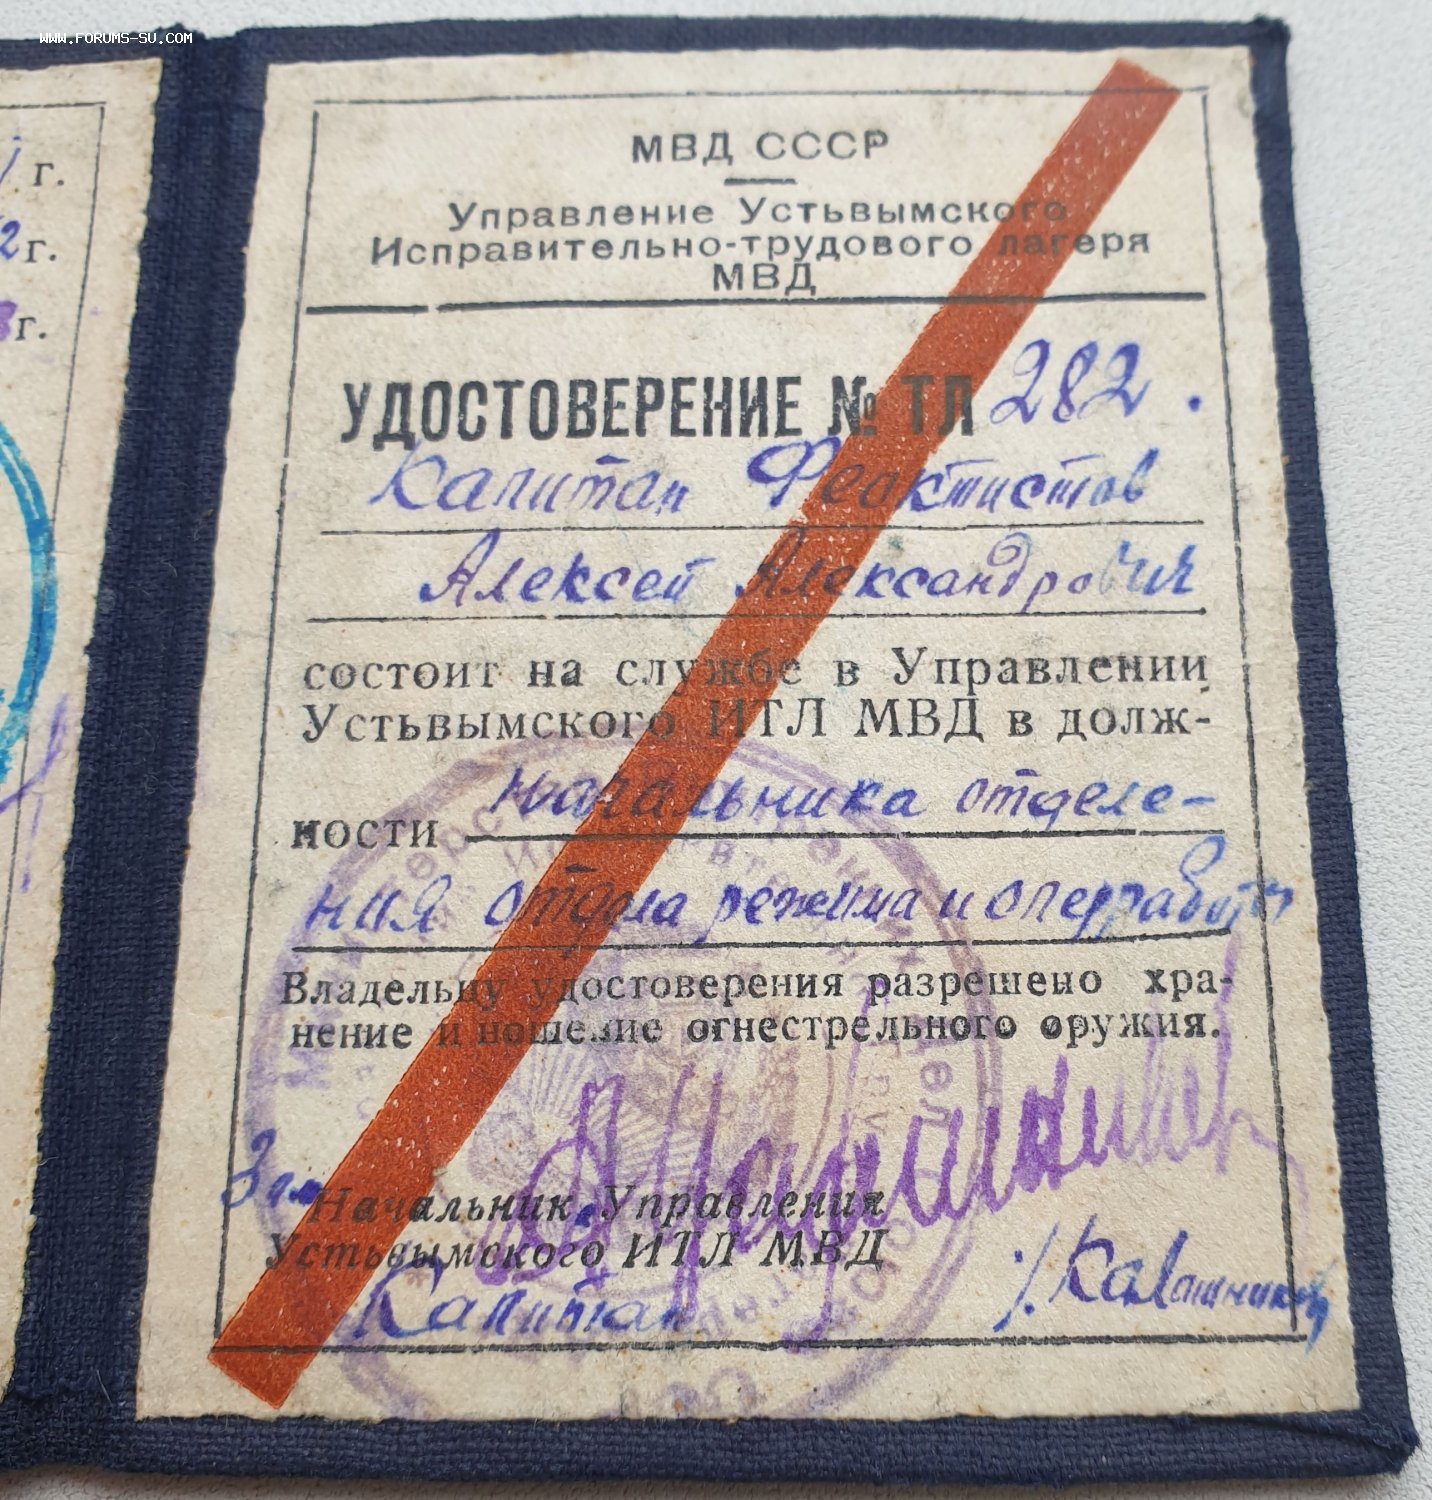 www.forums-su.com
г.
2г.
г.
МВД СССР
Управление Устьвымского
Исправительно-трудового лагеря
МВД
УДОСТОВЕРЕНИЕ № ТЛ 282.
Капитан Феоктистов
Алексей Александрович
состоит на службе в Управлении
Устьвымского ИТЛ МВД в долж-
ности начальника отделе-
ния отдела режима и оперработы
Владельцу удостоверения разрешено хра-
нение и ношение огнестрельного оружия.
Зам Начальник Управления
Устьвымского ИТЛ МВД
Капитан /Калашников/